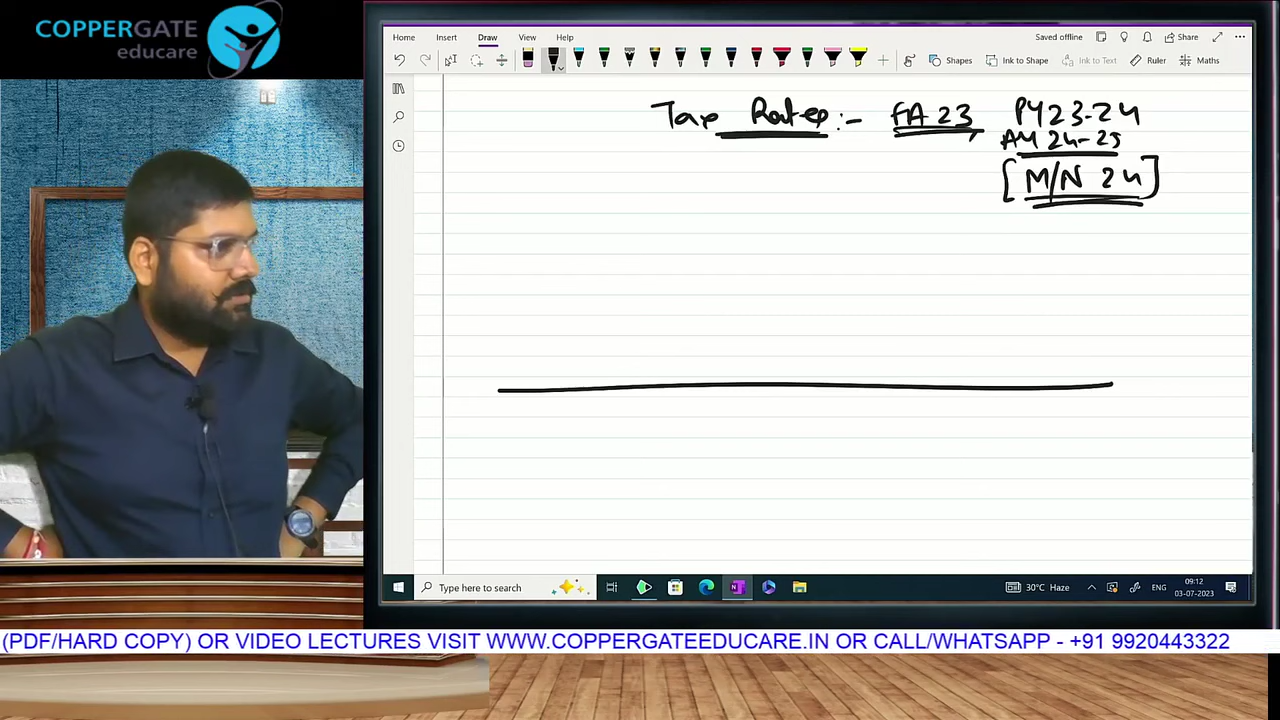 COPPERGATE
educare
Home Insert Draw View Help
Saved offline Share
Shapes Ink to Shape Ink to Text Ruler Maths
Tax Rates :- FA 23, PY 23-24
AY 24-25
[M/N 24]
Type here to search
30°C Haze
ENG
09:12
03-07-2023
(PDF/HARD COPY) OR VIDEO LECTURES VISIT WWW.COPPERGATEEDUCARE.IN OR CALL/WHATSAPP - +91 9920443322